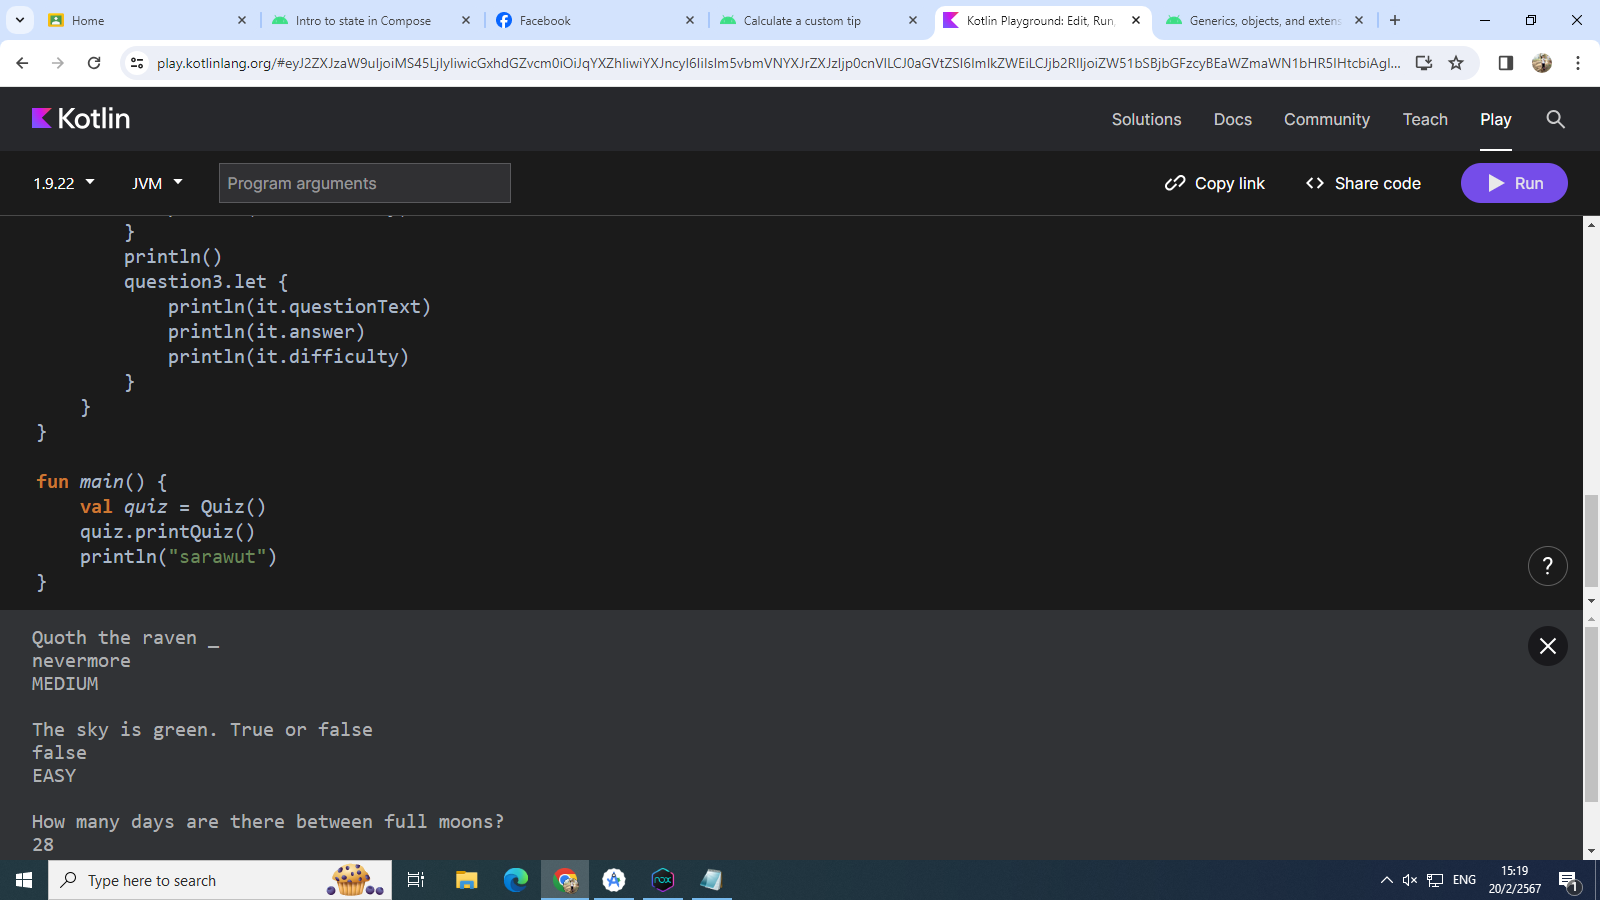 Home
Intro to state in Compose
Facebook
Calculate a custom tip
Kotlin Playground: Edit, Run,
Generics, objects, and extens
Kotlin
Solutions
Docs
Community
Teach
Play
1.9.22
JVM
Program arguments
Copy link
Share code
Run
}
println()
question3.let {
println(it.questionText)
println(it.answer)
println(it.difficulty)
}
}
}
fun main() {
val quiz = Quiz()
quiz.printQuiz()
println("sarawut")
}
?
Quoth the raven _
nevermore
MEDIUM
The sky is green. True or false
false
EASY
How many days are there between full moons?
28
Type here to search
nox
ENG
15:19
20/2/2567
1